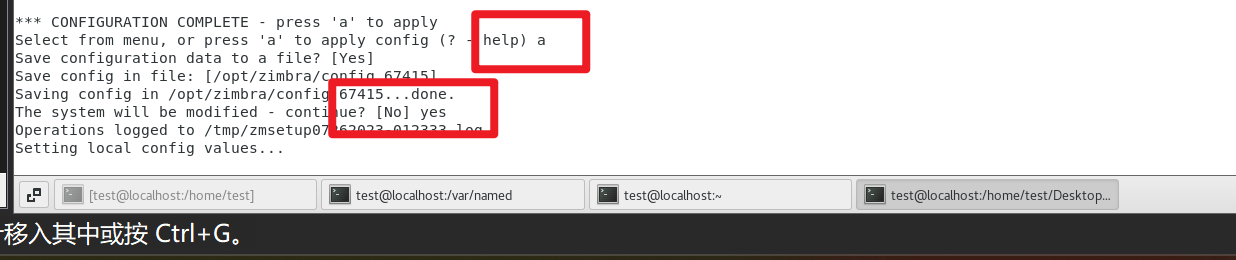 *** CONFIGURATION COMPLETE - press 'a' to apply
Select from menu, or press 'a' to apply config (? - help) a
Save configuration data to a file? [Yes]
Save config in file: [/opt/zimbra/config.67415]
Saving config in /opt/zimbra/config.67415...done.
The system will be modified - continue? [No] yes
Operations logged to /tmp/zmsetup07262023-012333.log
Setting local config values...
[test@localhost:/home/test]
test@localhost:/var/named
test@localhost:~
test@localhost:/home/test/Desktop...
移入其中或按 Ctrl+G。